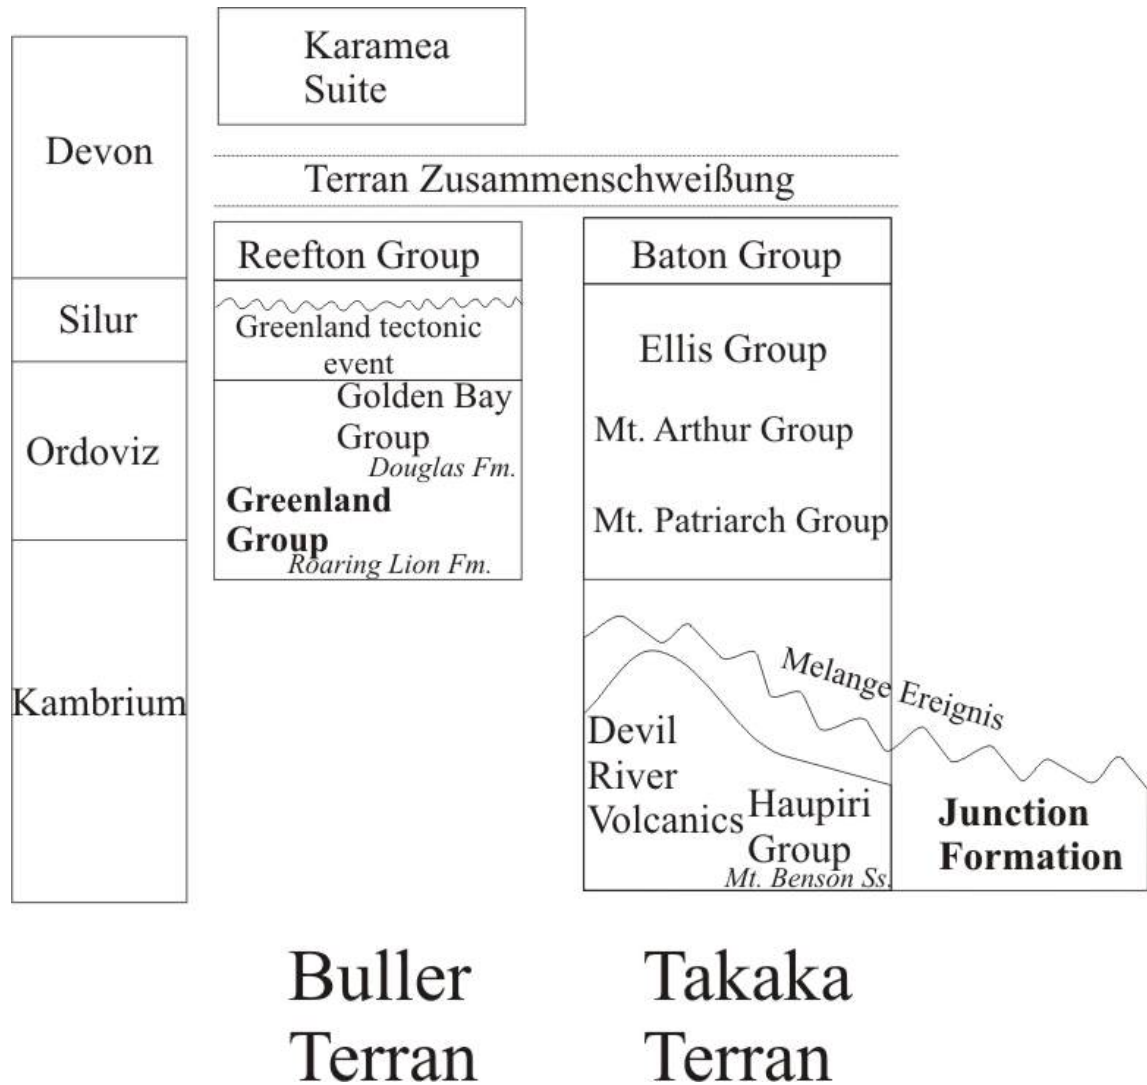 Karamea
Suite
Devon
Terran Zusammenschweißung
Reefton Group
Baton Group
Silur
Greenland tectonic
event
Ellis Group
Ordoviz
Golden Bay
Group
Douglas Fm.
Mt. Arthur Group
Greenland
Group
Roaring Lion Fm.
Mt. Patriarch Group
Kambrium
Melange Ereignis
Devil
River
Volcanics
Haupiri
Group
Mt. Benson Ss.
Junction
Formation
Buller
Terran
Takaka
Terran